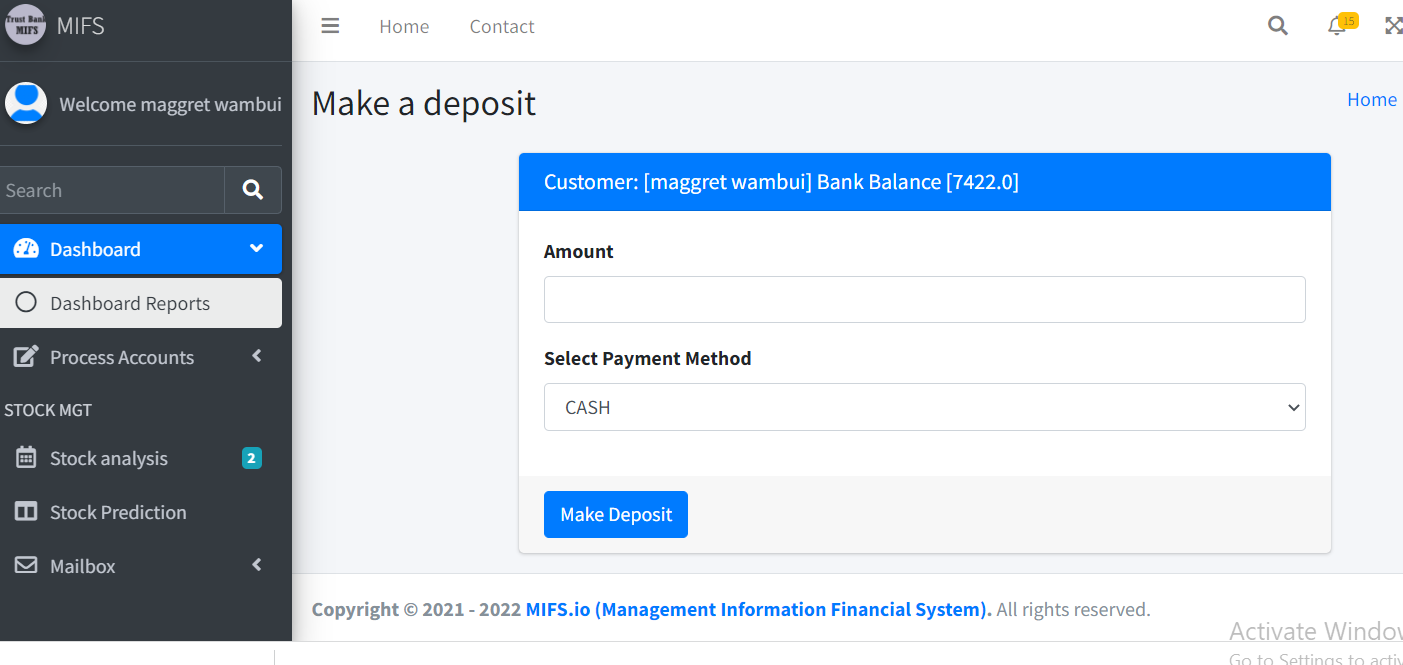 Trust Bank
MIFS
MIFS
Home
Contact
15
Welcome maggret wambui
Make a deposit
Home
Search
Customer: [maggret wambui] Bank Balance [7422.0]
Dashboard
Amount
Dashboard Reports
Process Accounts
Select Payment Method
STOCK MGT
CASH
Stock analysis
2
Stock Prediction
Make Deposit
Mailbox
Copyright © 2021 - 2022 MIFS.io (Management Information Financial System). All rights reserved.
Activate Window
Go to Settings to activ